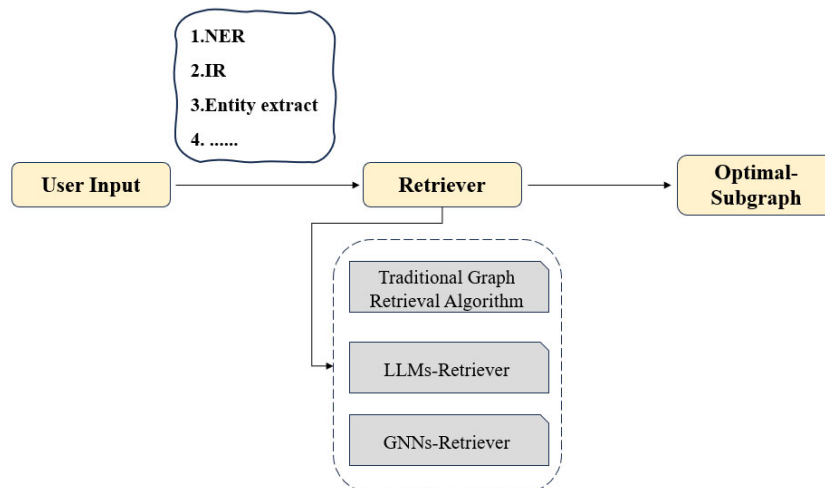 1.NER
2.IR
3.Entity extract
4. ......
User Input
Retriever
Optimal-
Subgraph
Traditional Graph
Retrieval Algorithm
LLMs-Retriever
GNNs-Retriever